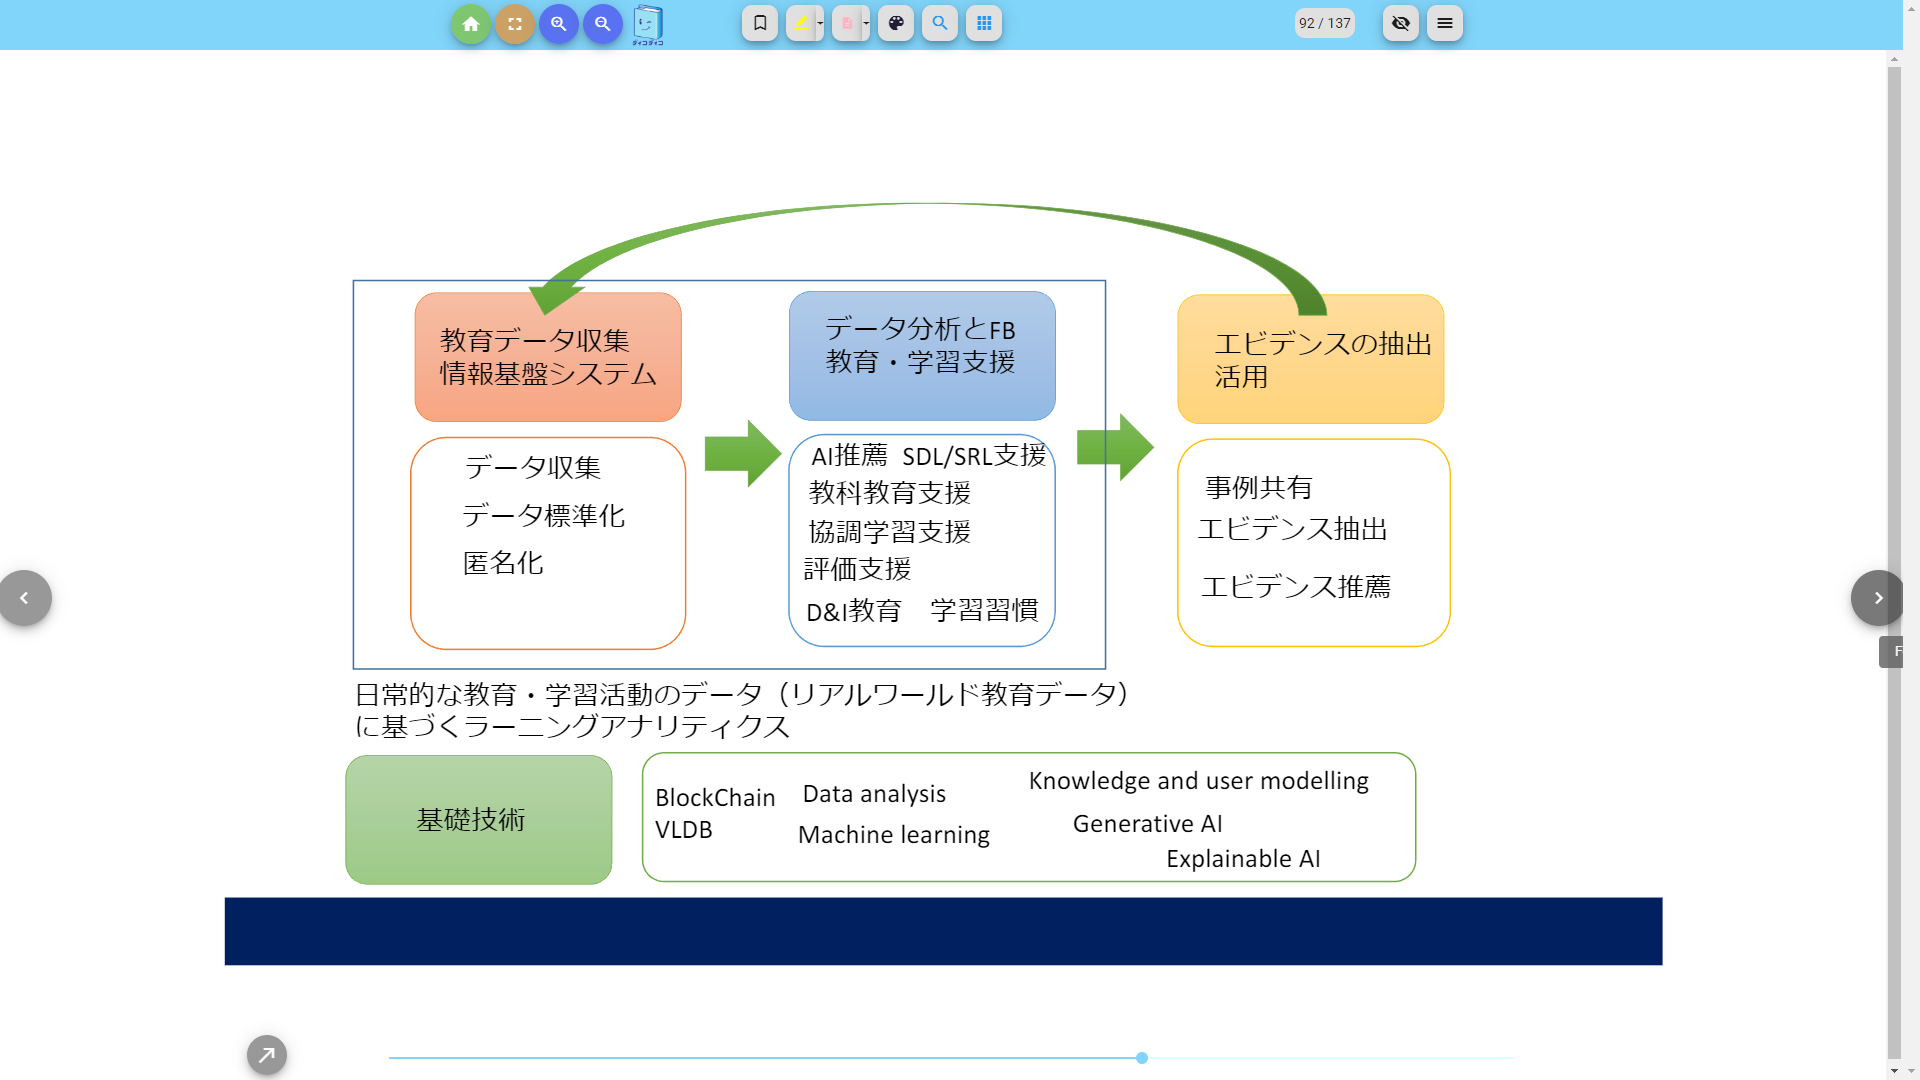 ダィコダィコ
92 / 137
教育データ収集
情報基盤システム
データ収集
データ標準化
匿名化
データ分析とFB
教育・学習支援
AI推薦 SDL/SRL支援
教科教育支援
協調学習支援
評価支援
D&I教育 学習習慣
エビデンスの抽出
活用
事例共有
エビデンス抽出
エビデンス推薦
日常的な教育・学習活動のデータ（リアルワールド教育データ）
に基づくラーニングアナリティクス
基礎技術
BlockChain
VLDB
Data analysis
Machine learning
Knowledge and user modelling
Generative AI
Explainable AI
F